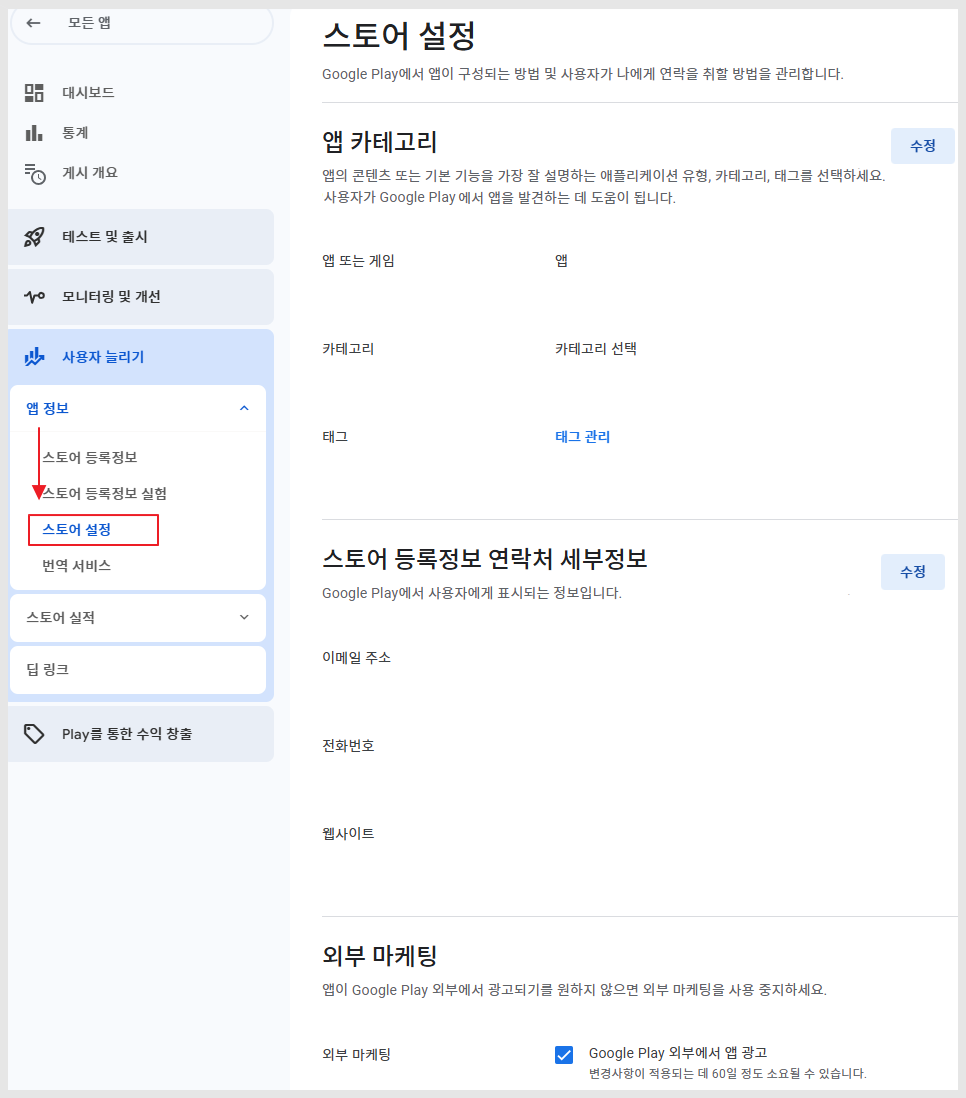 모든 앱
대시보드
통계
게시 개요
테스트 및 출시
모니터링 및 개선
사용자 늘리기
앱 정보
스토어 등록정보
스토어 등록정보 실험
스토어 설정
번역 서비스
스토어 실적
딥 링크
Play를 통한 수익 창출
스토어 설정
Google Play에서 앱이 구성되는 방법 및 사용자가 나에게 연락을 취할 방법을 관리합니다.
앱 카테고리
수정
앱의 콘텐츠 또는 기본 기능을 가장 잘 설명하는 애플리케이션 유형, 카테고리, 태그를 선택하세요.
사용자가 Google Play에서 앱을 발견하는 데 도움이 됩니다.
앱 또는 게임 앱
카테고리 카테고리 선택
태그 태그 관리
스토어 등록정보 연락처 세부정보
수정
Google Play에서 사용자에게 표시되는 정보입니다.
이메일 주소
전화번호
웹사이트
외부 마케팅
앱이 Google Play 외부에서 광고되기를 원하지 않으면 외부 마케팅을 사용 중지하세요.
외부 마케팅 Google Play 외부에서 앱 광고
변경사항이 적용되는 데 60일 정도 소요될 수 있습니다.